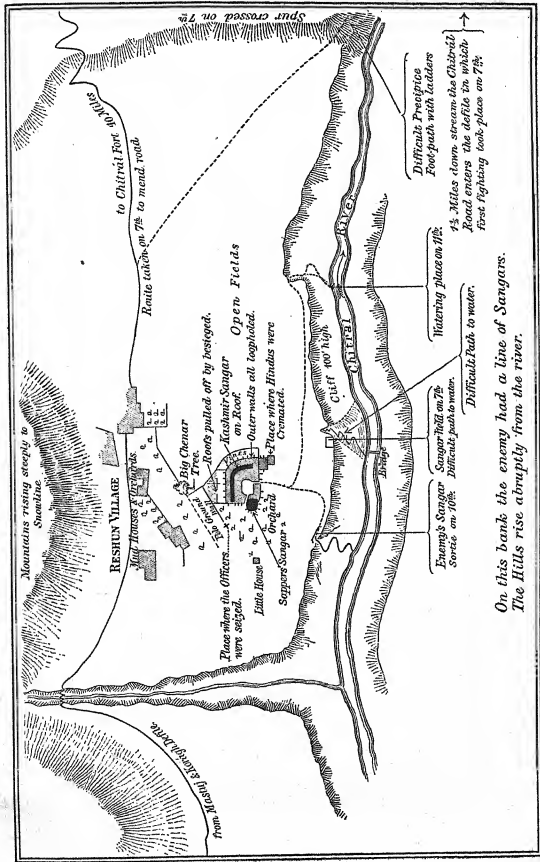 Mountains rising steeply to
Snowline.
Spur crossed on 7th
to Chitrál Fort 40 Miles
Route taken on 7th to mend road
RESHUN VILLAGE
Mud Houses & Orchards.
from Mastuj & Koragh Defile
Big Chenar
Tree.
Roofs pulled off by besieged.
Kashmir Sangar
on Roof.
Outer walls all loopholed.
Place where Hindus were
Cremated.
Open Fields
Polo Ground
Place where the Officers
were seized.
Little House
Orchard
Sappers Sangar
Cliff 100' high
Chitral River
Bridge
Enemy's Sangar
Sortie on 10th
Sangar held on 7th
Difficult path to water.
Difficult Path to water.
Watering place on 11th
Difficult Precipice
Foot-path with ladders
1½ Miles down stream the Chitrál
Road enters the defile in which
first fighting took place on 7th
On this bank the enemy had a line of Sangars.
The Hills rise abruptly from the river.